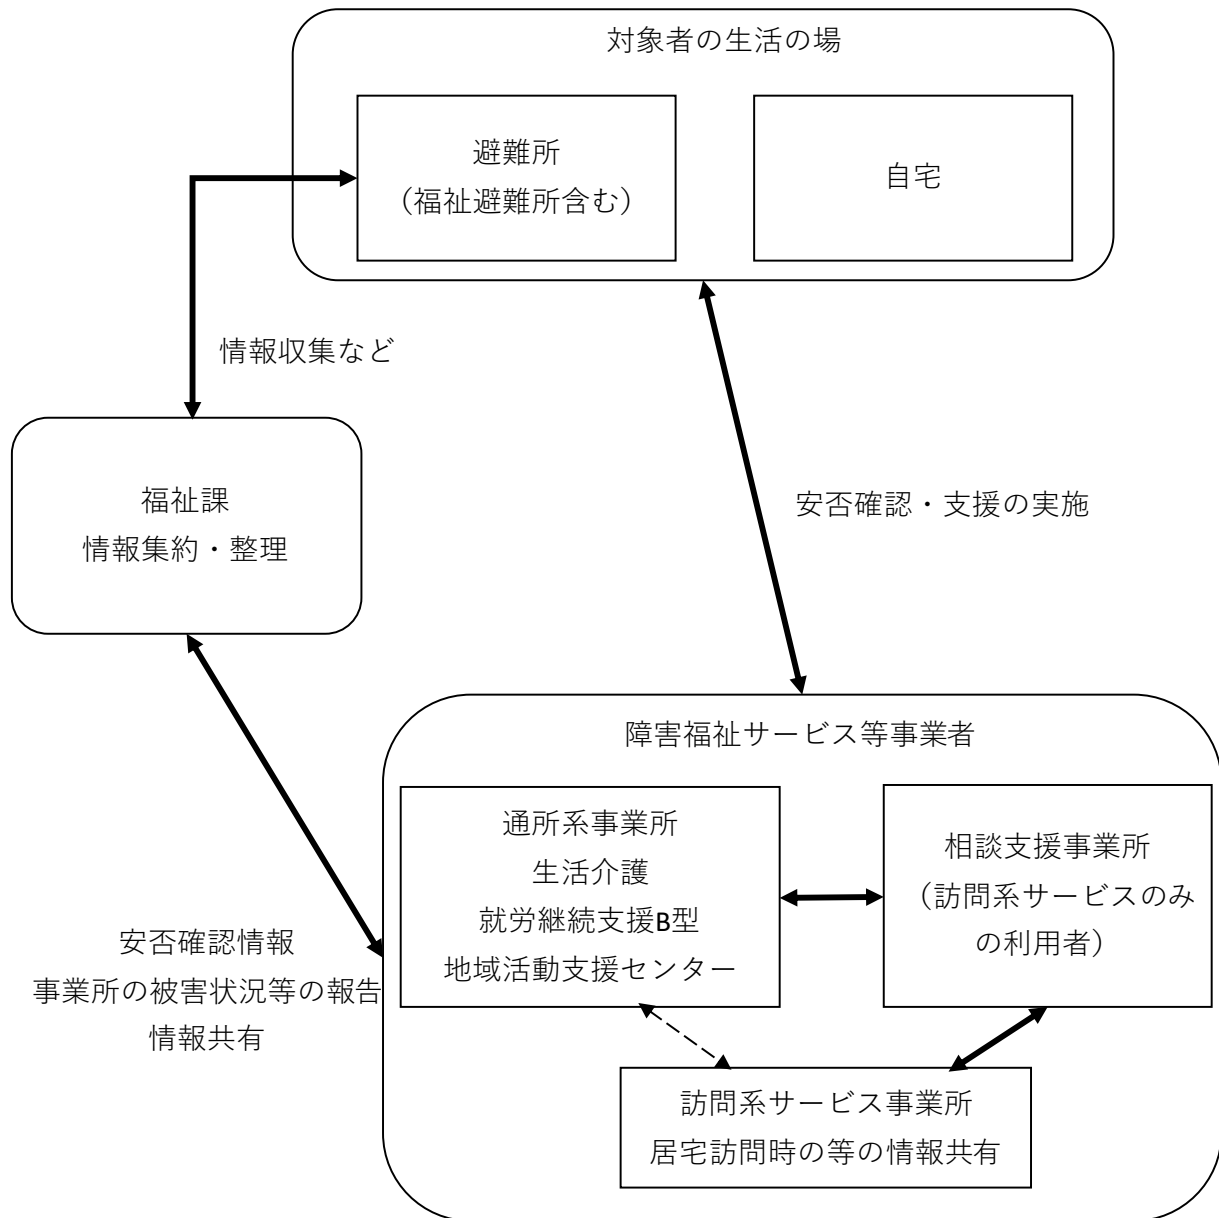 対象者の生活の場
避難所
（福祉避難所含む）
自宅
情報収集など
福祉課
情報集約・整理
安否確認・支援の実施
障害福祉サービス等事業者
通所系事業所
生活介護
就労継続支援B型
地域活動支援センター
相談支援事業所
（訪問系サービスのみ
の利用者）
安否確認情報
事業所の被害状況等の報告
情報共有
訪問系サービス事業所
居宅訪問時の等の情報共有